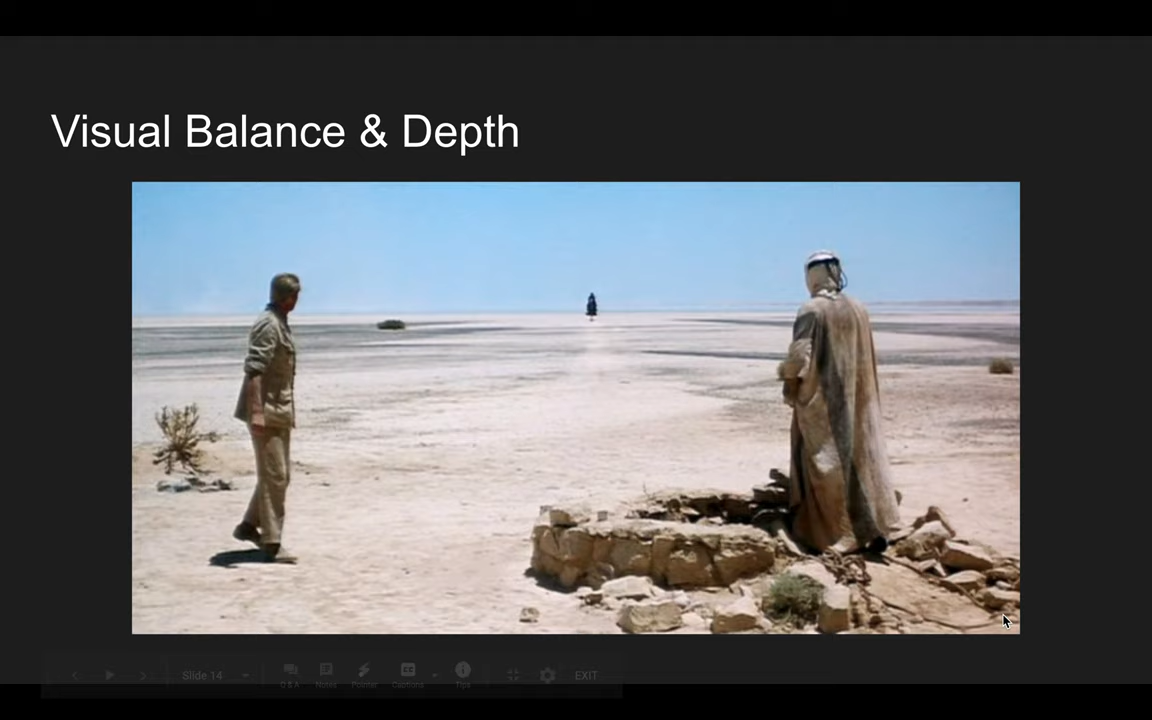 Visual Balance & Depth
Slide 14
Q & A
Notes
Pointer
Captions
Tips
EXIT